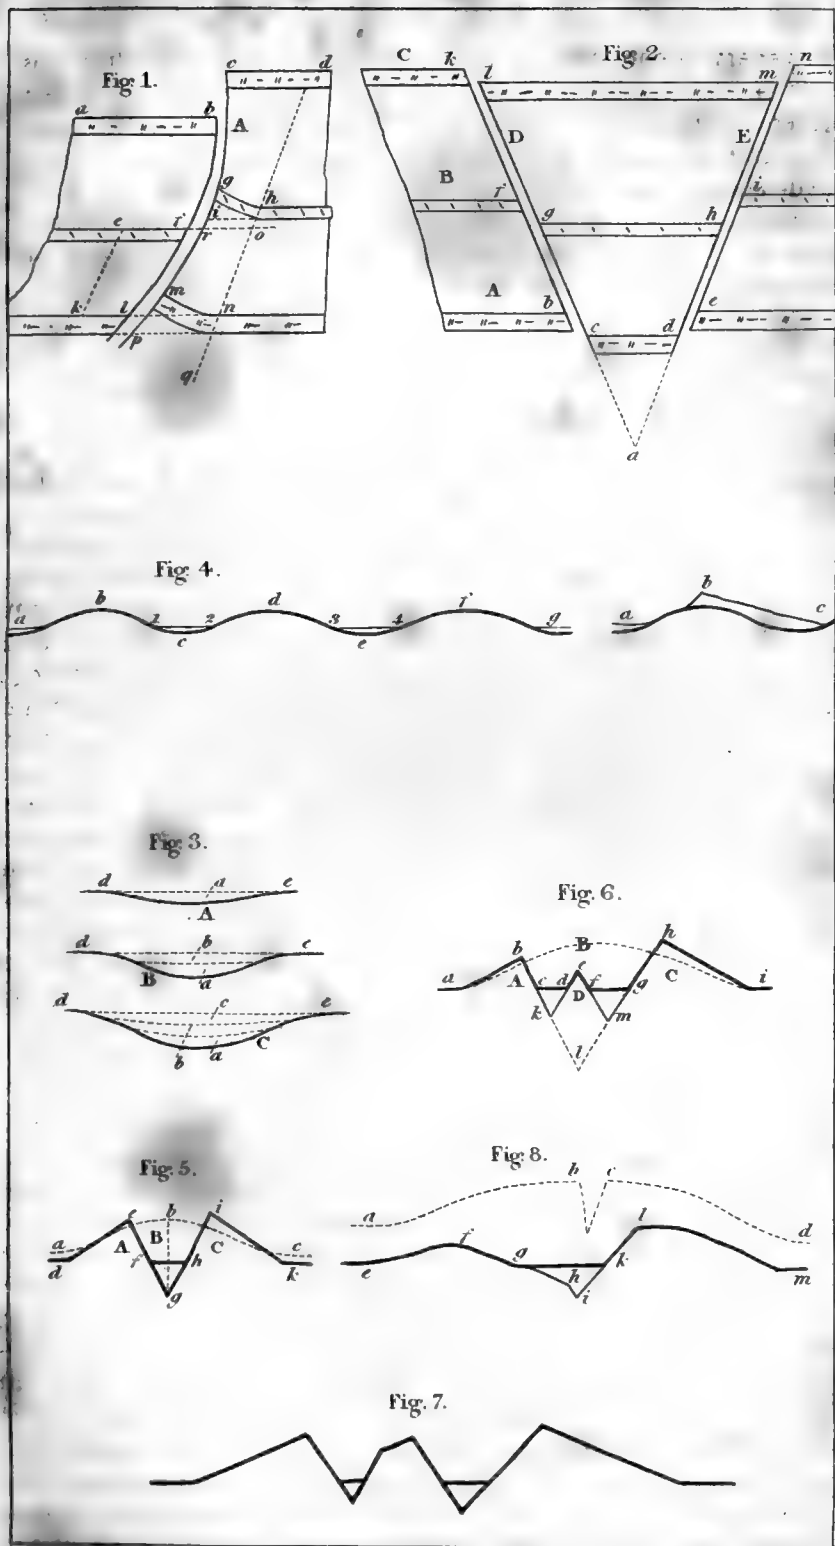 Fig. 1.
c d
a b A
g h
i
e f r o
k l m n
p
q
Fig. 2
C k l m n
D E
B f g h i
A b c d e
a
Fig. 4.
a b 1 2 d 3 4 f g
c e
a b c
Fig. 3.
d a e
A
d b e
B a
d c e
b a C
Fig. 6.
a b B h
A c d e f g C i
D
k m
l
Fig. 5.
a e b i
A B C c
d f h k
g
Fig. 8.
b c
a d
e f g h k l m
i
Fig. 7.